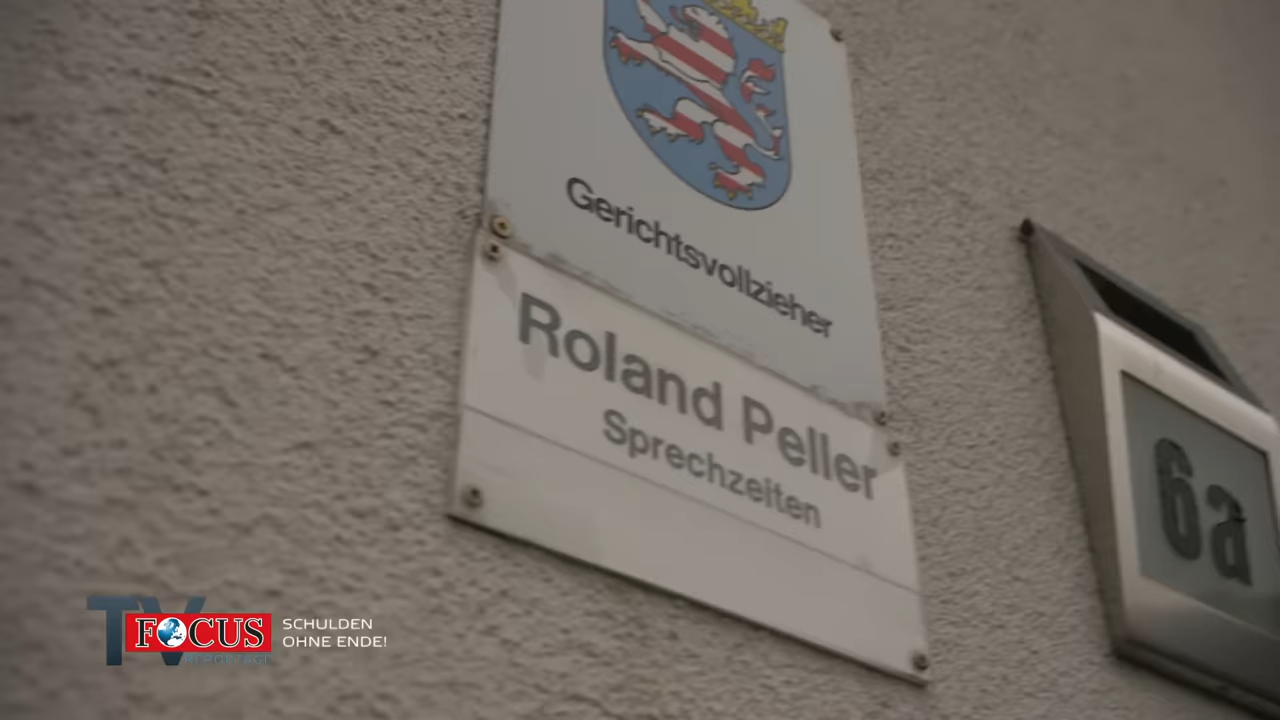 Gerichtsvollzieher
Roland Peller
Sprechzeiten
6a
TV FOCUS
REPORTAGE
SCHULDEN
OHNE ENDE!